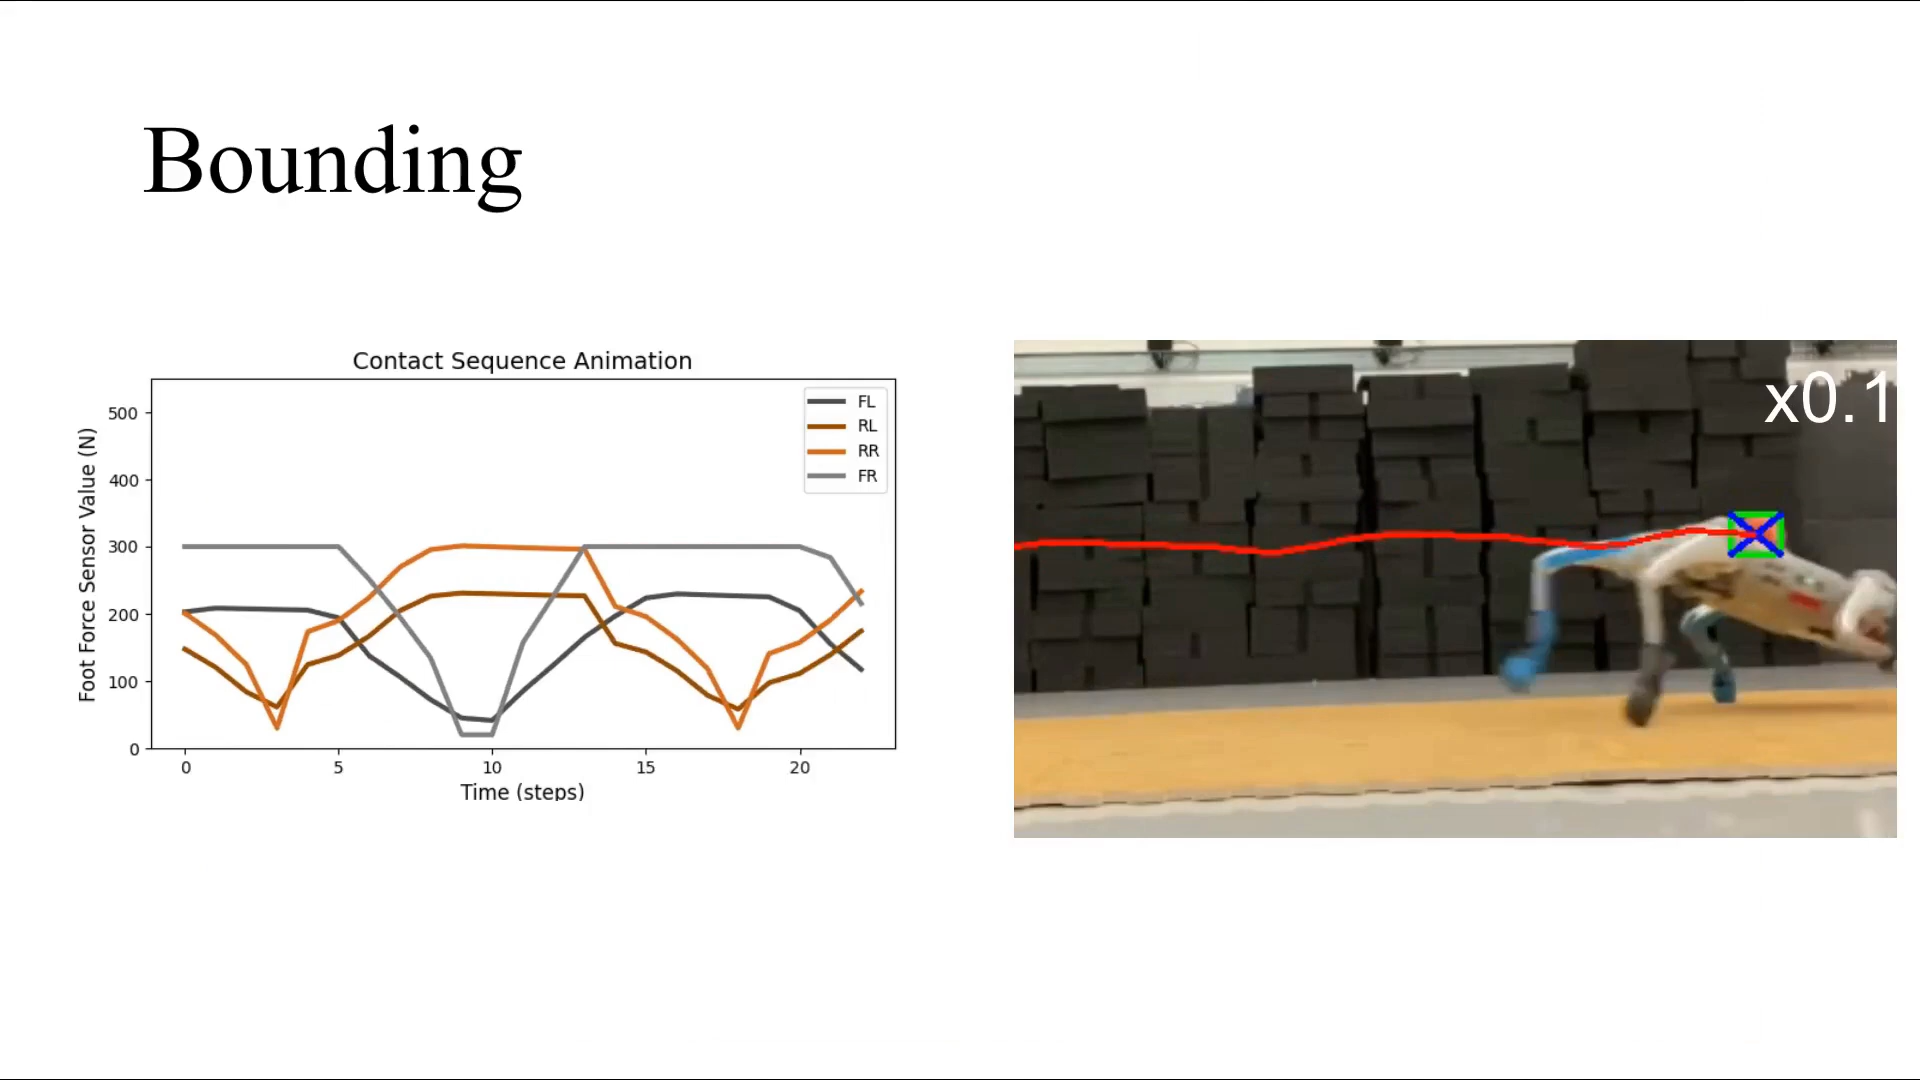 Bounding
Contact Sequence Animation
FL
RL
RR
FR
Foot Force Sensor Value (N)
500
400
300
200
100
0
0 5 10 15 20
Time (steps)
x0.1